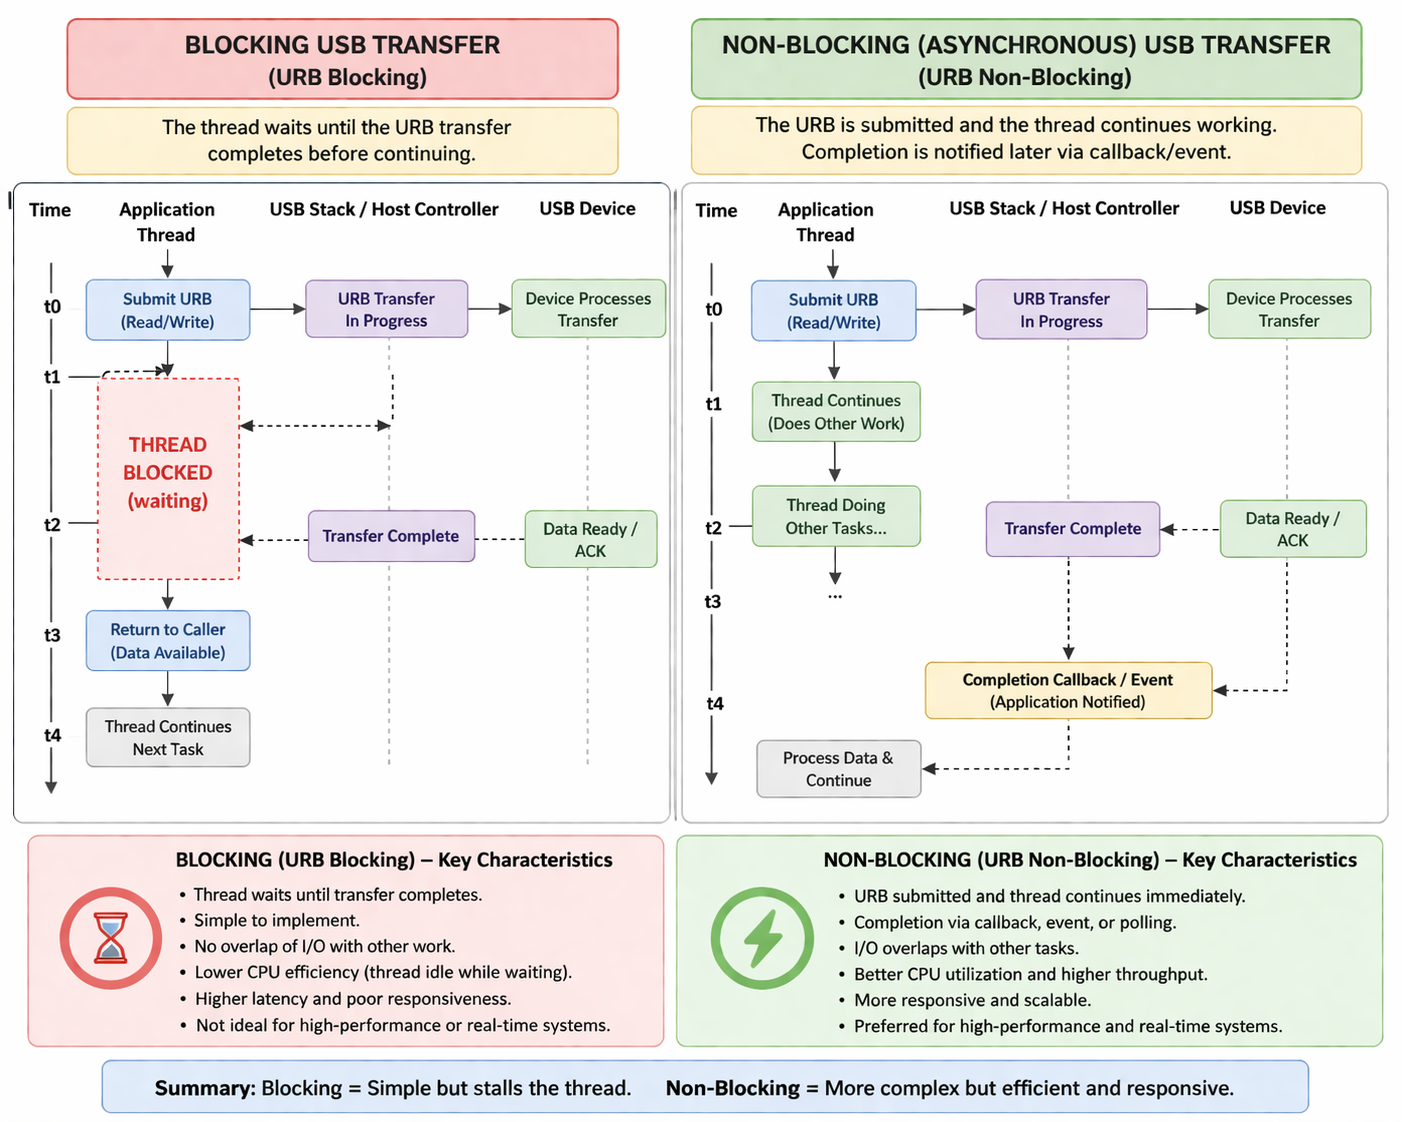 BLOCKING USB TRANSFER
(URB Blocking)
The thread waits until the URB transfer
completes before continuing.
Time
Application
Thread
USB Stack / Host Controller
USB Device
t0
Submit URB
(Read/Write)
URB Transfer
In Progress
Device Processes
Transfer
t1
THREAD
BLOCKED
(waiting)
t2
Transfer Complete
Data Ready /
ACK
t3
Return to Caller
(Data Available)
t4
Thread Continues
Next Task
NON-BLOCKING (ASYNCHRONOUS) USB TRANSFER
(URB Non-Blocking)
The URB is submitted and the thread continues working.
Completion is notified later via callback/event.
Time
Application
Thread
USB Stack / Host Controller
USB Device
t0
Submit URB
(Read/Write)
URB Transfer
In Progress
Device Processes
Transfer
t1
Thread Continues
(Does Other Work)
t2
Thread Doing
Other Tasks...
Transfer Complete
Data Ready /
ACK
t3
...
Completion Callback / Event
(Application Notified)
t4
Process Data &
Continue
BLOCKING (URB Blocking) – Key Characteristics
• Thread waits until transfer completes.
• Simple to implement.
• No overlap of I/O with other work.
• Lower CPU efficiency (thread idle while waiting).
• Higher latency and poor responsiveness.
• Not ideal for high-performance or real-time systems.
NON-BLOCKING (URB Non-Blocking) – Key Characteristics
• URB submitted and thread continues immediately.
• Completion via callback, event, or polling.
• I/O overlaps with other tasks.
• Better CPU utilization and higher throughput.
• More responsive and scalable.
• Preferred for high-performance and real-time systems.
Summary: Blocking = Simple but stalls the thread. Non-Blocking = More complex but efficient and responsive.